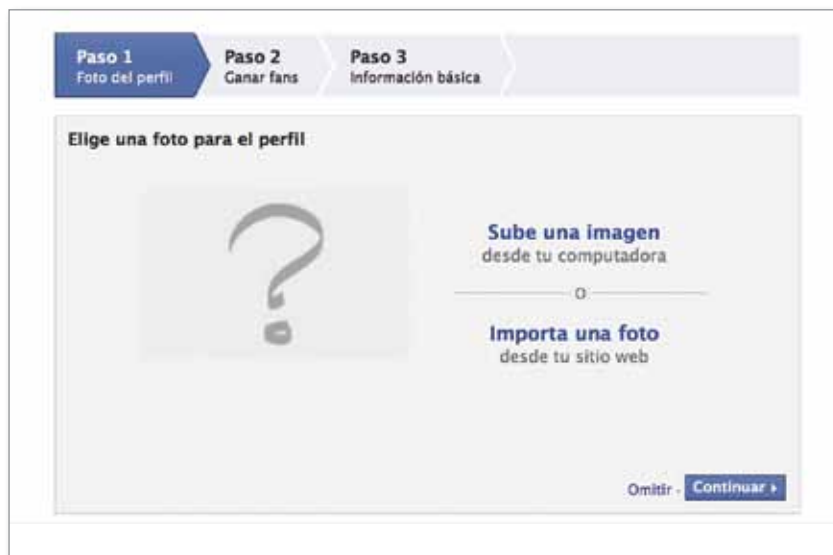 Paso 1
Foto del perfil
Paso 2
Ganar fans
Paso 3
Información básica
Elige una foto para el perfil
?
Sube una imagen
desde tu computadora
O
Importa una foto
desde tu sitio web
Omitir - Continuar